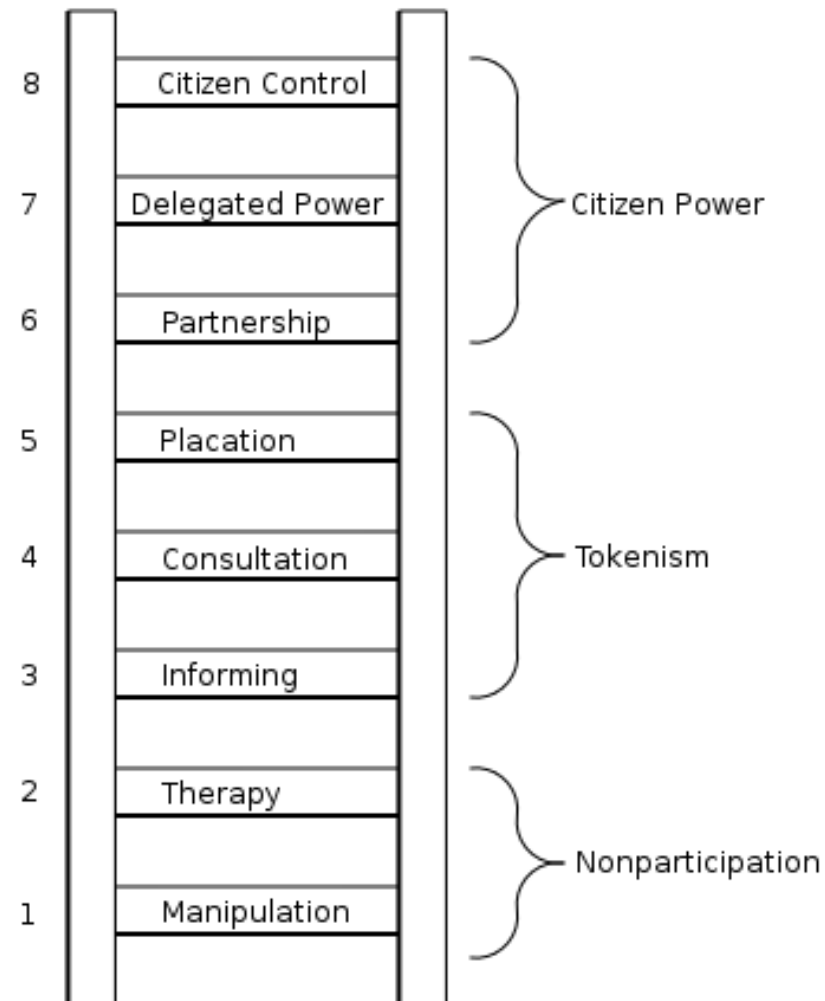 8 Citizen Control
7 Delegated Power Citizen Power
6 Partnership
5 Placation
4 Consultation Tokenism
3 Informing
2 Therapy
Nonparticipation
1 Manipulation